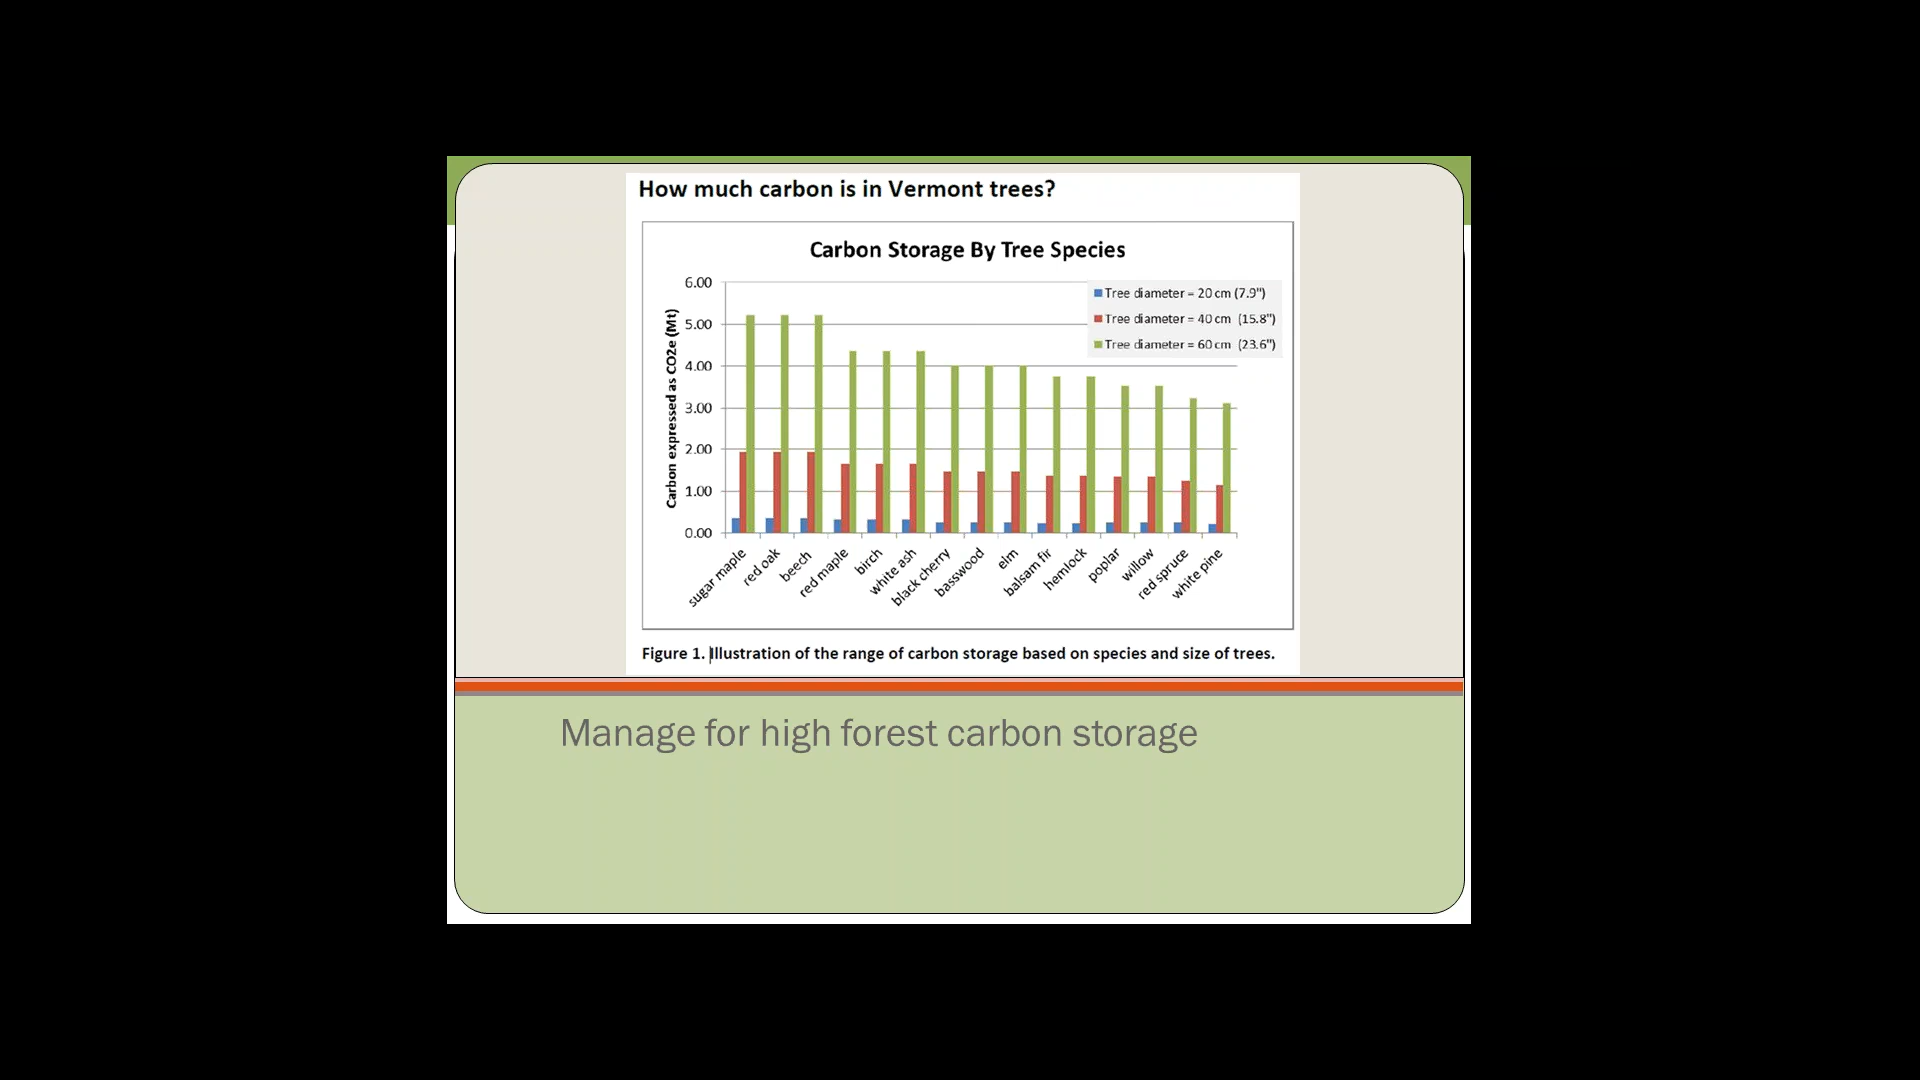 How much carbon is in Vermont trees?
Carbon Storage By Tree Species
Carbon expressed as CO2e (Mt)
6.00
5.00
4.00
3.00
2.00
1.00
0.00
Tree diameter = 20 cm (7.9")
Tree diameter = 40 cm (15.8")
Tree diameter = 60 cm (23.6")
sugar maple
red oak
beech
red maple
birch
white ash
black cherry
basswood
elm
balsam fir
hemlock
poplar
willow
red spruce
white pine
Figure 1. Illustration of the range of carbon storage based on species and size of trees.
Manage for high forest carbon storage